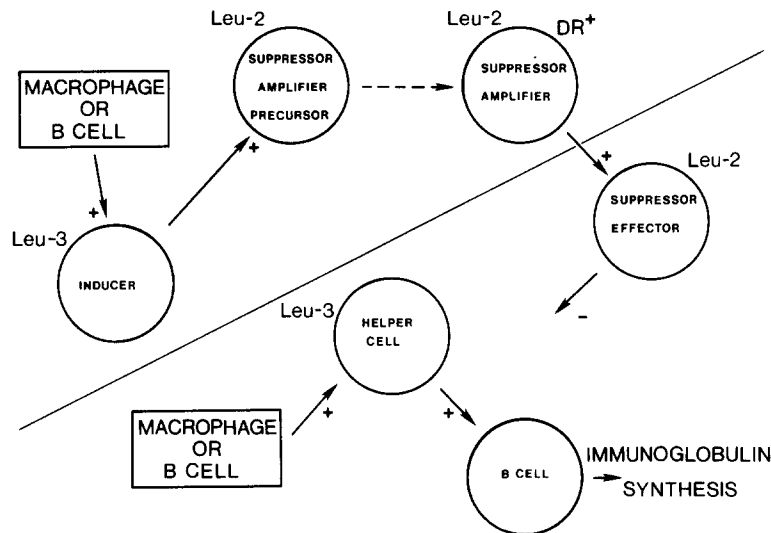 Leu-2
SUPPRESSOR
AMPLIFIER
PRECURSOR
+
Leu-2
DR+
SUPPRESSOR
AMPLIFIER
+
MACROPHAGE
OR
B CELL
+
Leu-3
INDUCER
Leu-2
SUPPRESSOR
EFFECTOR
-
Leu-3
HELPER
CELL
MACROPHAGE
OR
B CELL
+
+
B CELL
IMMUNOGLOBULIN
SYNTHESIS